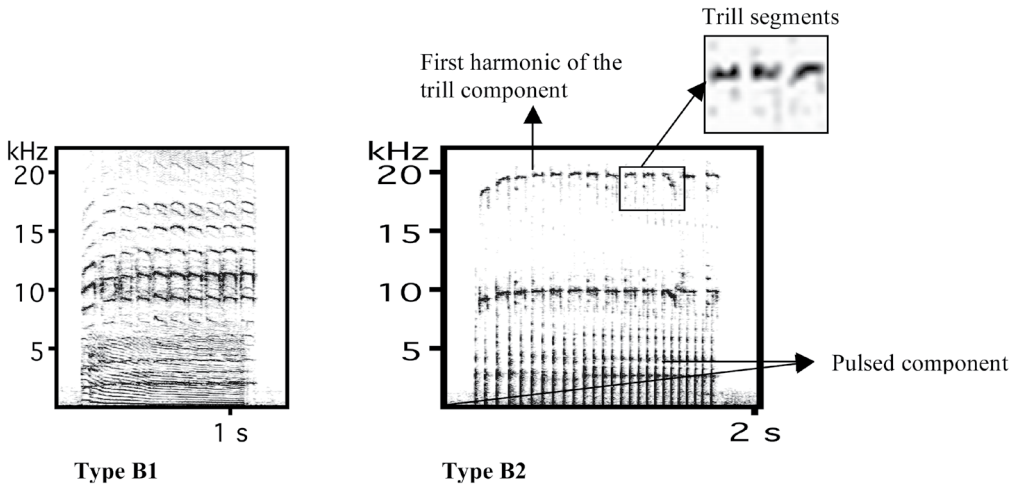 Trill segments
First harmonic of the
trill component
kHz
20
15
10
5
1 s
Type B1
kHz
20
15
10
5
2 s
Type B2
Pulsed component